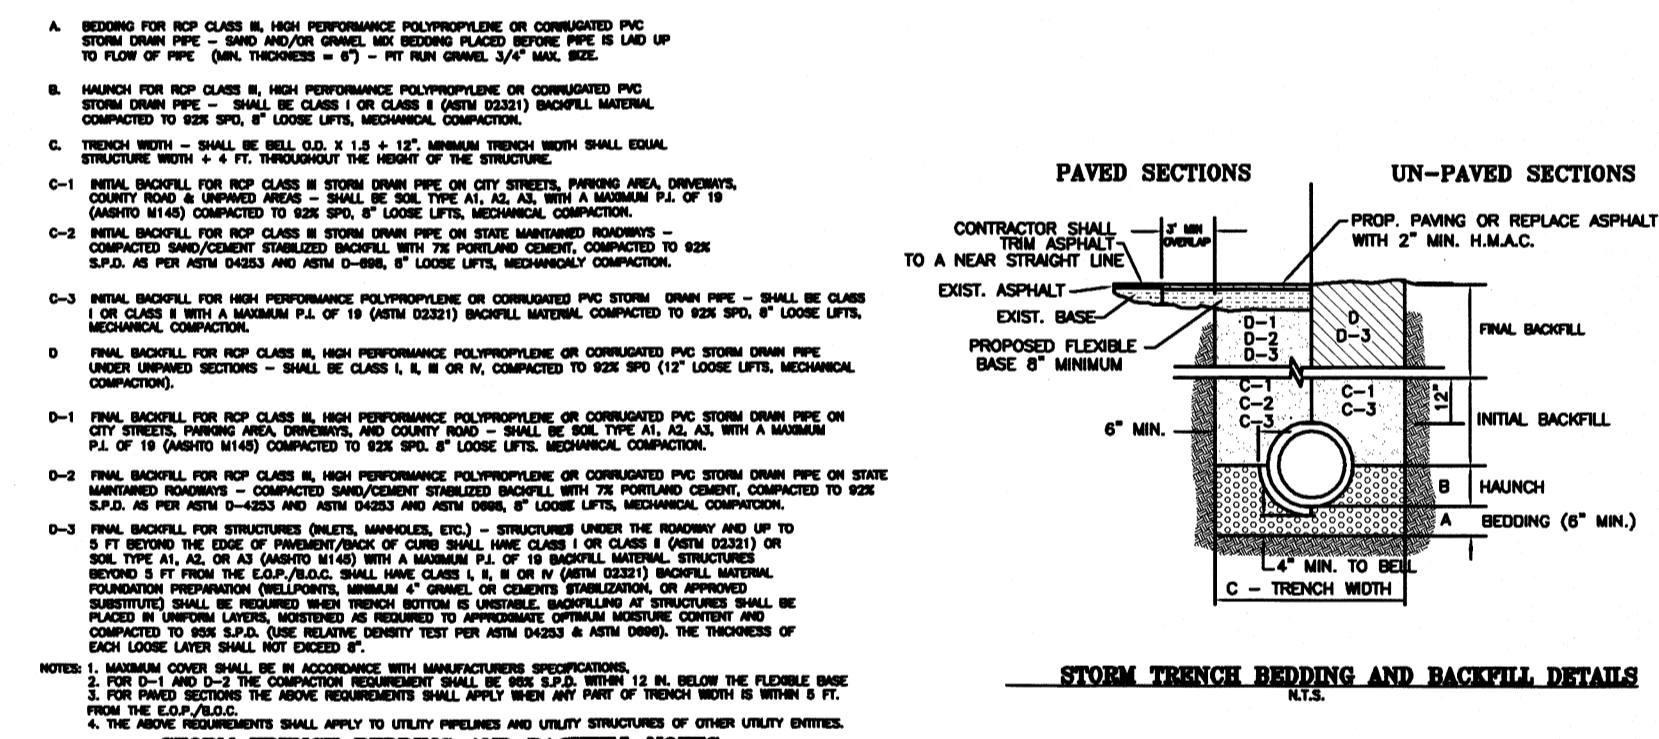 A. BEDDING FOR RCP CLASS III, HIGH PERFORMANCE POLYPROPYLENE OR CORRUGATED PVC
STORM DRAIN PIPE – SAND AND/OR GRAVEL MIX BEDDING PLACED BEFORE PIPE IS LAID UP
TO FLOW OF PIPE (MIN. THICKNESS = 6") – PIT RUN GRAVEL 3/4" MAX. SIZE.
B. HAUNCH FOR RCP CLASS III, HIGH PERFORMANCE POLYPROPYLENE OR CORRUGATED PVC
STORM DRAIN PIPE – SHALL BE CLASS I OR CLASS II (ASTM D2321) BACKFILL MATERIAL
COMPACTED TO 92% SPD, 8" LOOSE LIFTS, MECHANICAL COMPACTION.
C. TRENCH WIDTH – SHALL BE BELL O.D. X 1.5 + 12". MINIMUM TRENCH WIDTH SHALL EQUAL
STRUCTURE WIDTH + 4 FT. THROUGHOUT THE HEIGHT OF THE STRUCTURE.
C-1 INITIAL BACKFILL FOR RCP CLASS III STORM DRAIN PIPE ON CITY STREETS, PARKING AREA, DRIVEWAYS,
COUNTY ROAD & UNPAVED AREAS – SHALL BE SOIL TYPE A1, A2, A3, WITH A MAXIMUM P.I. OF 19
(AASHTO M145) COMPACTED TO 92% SPD, 8" LOOSE LIFTS, MECHANICAL COMPACTION.
C-2 INITIAL BACKFILL FOR RCP CLASS III STORM DRAIN PIPE ON STATE MAINTAINED ROADWAYS –
COMPACTED SAND/CEMENT STABILIZED BACKFILL WITH 7% PORTLAND CEMENT, COMPACTED TO 92%
S.P.D. AS PER ASTM D4253 AND ASTM D-698, 8" LOOSE LIFTS, MECHANICALY COMPACTION.
C-3 INITIAL BACKFILL FOR HIGH PERFORMANCE POLYPROPYLENE OR CORRUGATED PVC STORM DRAIN PIPE – SHALL BE CLASS
I OR CLASS II WITH A MAXIMUM P.I. OF 19 (ASTM D2321) BACKFILL MATERIAL COMPACTED TO 92% SPD, 8" LOOSE LIFTS,
MECHANICAL COMPACTION.
D FINAL BACKFILL FOR RCP CLASS III, HIGH PERFORMANCE POLYPROPYLENE OR CORRUGATED PVC STORM DRAIN PIPE
UNDER UNPAVED SECTIONS – SHALL BE CLASS I, II, III OR IV, COMPACTED TO 92% SPD (12" LOOSE LIFTS, MECHANICAL
COMPACTION).
D-1 FINAL BACKFILL FOR RCP CLASS III, HIGH PERFORMANCE POLYPROPYLENE OR CORRUGATED PVC STORM DRAIN PIPE ON
CITY STREETS, PARKING AREA, DRIVEWAYS, AND COUNTY ROAD – SHALL BE SOIL TYPE A1, A2, A3, WITH A MAXIMUM
P.I. OF 19 (AASHTO M145) COMPACTED TO 92% SPD. 8" LOOSE LIFTS. MECHANICAL COMPACTION.
D-2 FINAL BACKFILL FOR RCP CLASS III, HIGH PERFORMANCE POLYPROPYLENE OR CORRUGATED PVC STORM DRAIN PIPE ON STATE
MAINTAINED ROADWAYS – COMPACTED SAND/CEMENT STABILIZED BACKFILL WITH 7% PORTLAND CEMENT, COMPACTED TO 92%
S.P.D. AS PER ASTM D-4253 AND ASTM D4253 AND ASTM D698, 8" LOOSE LIFTS, MECHANICAL COMPATCION.
D-3 FINAL BACKFILL FOR STRUCTURES (INLETS, MANHOLES, ETC.) – STRUCTURES UNDER THE ROADWAY AND UP TO
5 FT BEYOND THE EDGE OF PAVEMENT/BACK OF CURB SHALL HAVE CLASS I OR CLASS II (ASTM D2321) OR
SOIL TYPE A1, A2, OR A3 (AASHTO M145) WITH A MAXIMUM P.I. OF 19 BACKFILL MATERIAL. STRUCTURES
BEYOND 5 FT FROM THE E.O.P./B.O.C. SHALL HAVE CLASS I, II, III OR IV (ASTM D2321) BACKFILL MATERIAL
FOUNDATION PREPARATION (WELLPOINTS, MINIMUM 4" GRAVEL OR CEMENTS STABILIZATION, OR APPROVED
SUBSTITUTE) SHALL BE REQUIRED WHEN TRENCH BOTTOM IS UNSTABLE. BACKFILLING AT STRUCTURES SHALL BE
PLACED IN UNIFORM LAYERS, MOISTENED AS REQUIRED TO APPROXIMATE OPTIMUM MOISTURE CONTENT AND
COMPACTED TO 95% S.P.D. (USE RELATIVE DENSITY TEST PER ASTM D4253 & ASTM D698). THE THICKNESS OF
EACH LOOSE LAYER SHALL NOT EXCEED 8".
NOTES: 1. MAXIMUM COVER SHALL BE IN ACCORDANCE WITH MANUFACTURERS SPECIFICATIONS.
2. FOR D-1 AND D-2 THE COMPACTION REQUIREMENT SHALL BE 95% S.P.D. WITHIN 12 IN. BELOW THE FLEXIBLE BASE
3. FOR PAVED SECTIONS THE ABOVE REQUIREMENTS SHALL APPLY WHEN ANY PART OF TRENCH WIDTH IS WITHIN 5 FT.
FROM THE E.O.P./B.O.C.
4. THE ABOVE REQUIREMENTS SHALL APPLY TO UTILITY PIPELINES AND UTILITY STRUCTURES OF OTHER UTILITY ENTITIES.
PAVED SECTIONS
UN-PAVED SECTIONS
CONTRACTOR SHALL
TRIM ASPHALT
TO A NEAR STRAIGHT LINE
3' MIN
OVERLAP
PROP. PAVING OR REPLACE ASPHALT
WITH 2" MIN. H.M.A.C.
EXIST. ASPHALT
EXIST. BASE
PROPOSED FLEXIBLE
BASE 8" MINIMUM
D-1
D-2
D-3
D
D-3
FINAL BACKFILL
C-1
C-2
C-3
C-1
C-3
12"
INITIAL BACKFILL
6" MIN.
B HAUNCH
A BEDDING (6" MIN.)
4" MIN. TO BELL
C – TRENCH WIDTH
STORM TRENCH BEDDING AND BACKFILL DETAILS
N.T.S.